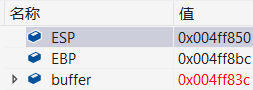 名称 值
ESP 0x004ff850
EBP 0x004ff8bc
buffer 0x004ff83c